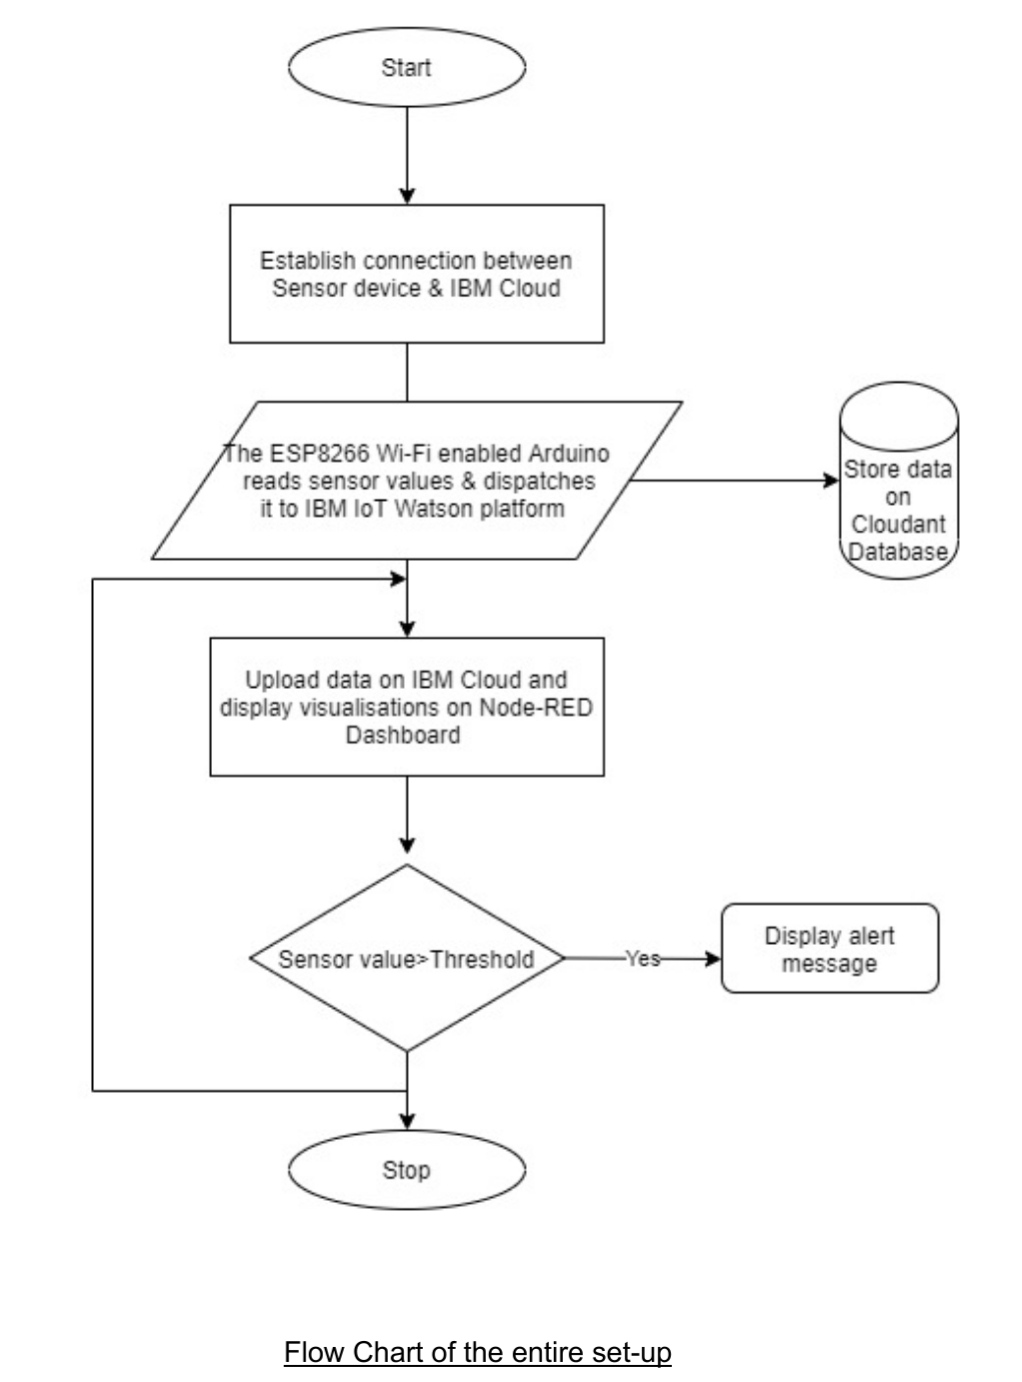 Start
Establish connection between
Sensor device & IBM Cloud
The ESP8266 Wi-Fi enabled Arduino
reads sensor values & dispatches
it to IBM IoT Watson platform
Store data
on
Cloudant
Database
Upload data on IBM Cloud and
display visualisations on Node-RED
Dashboard
Sensor value>Threshold
Yes
Display alert
message
Stop
Flow Chart of the entire set-up